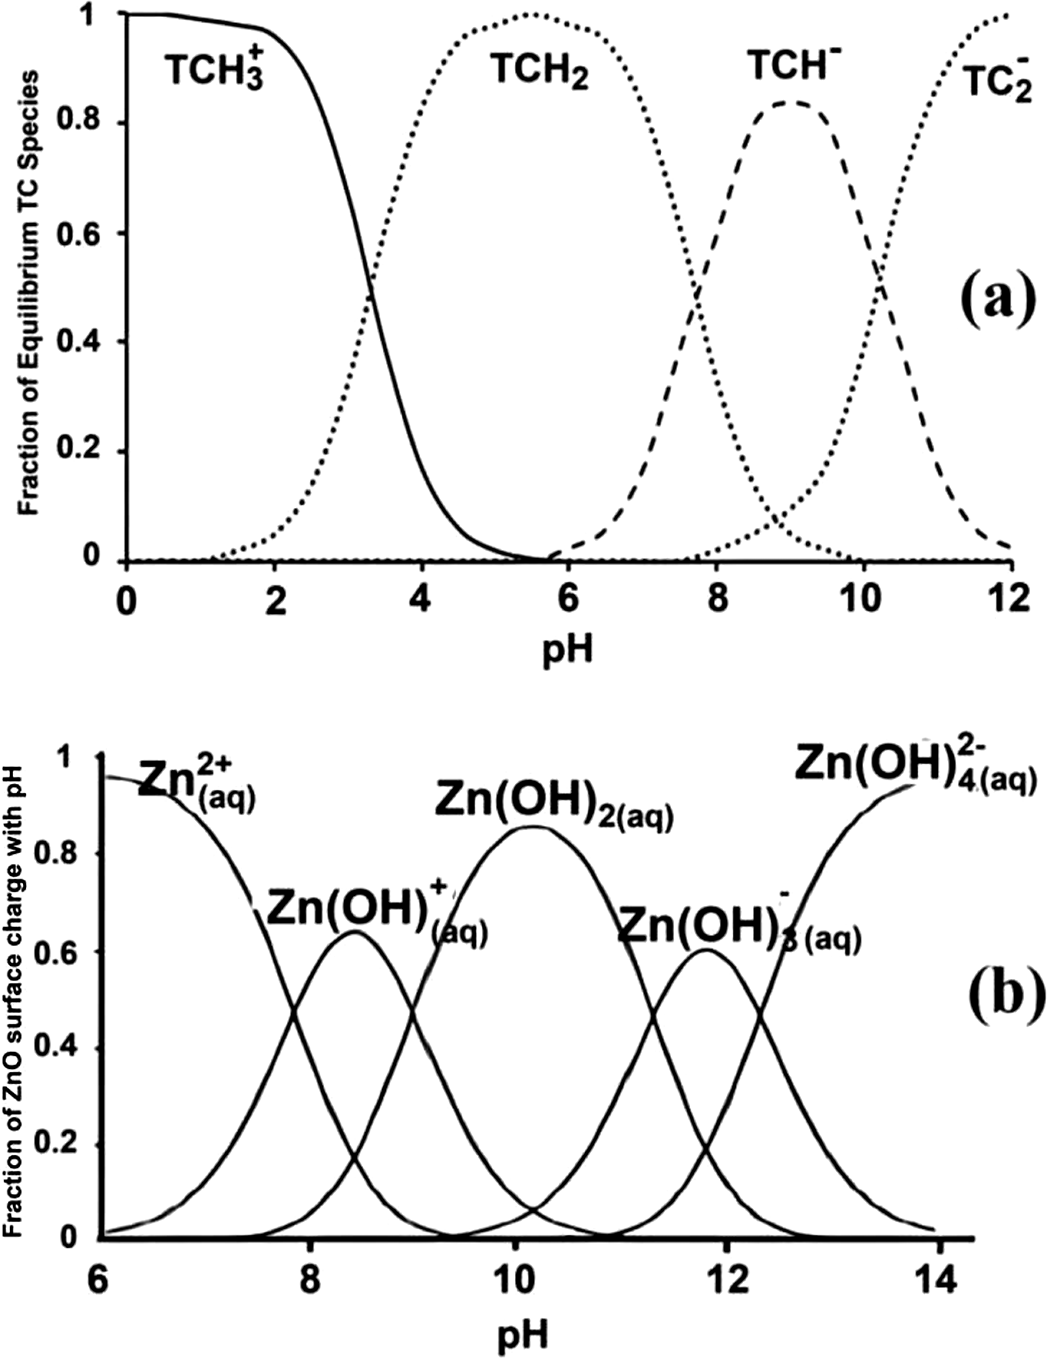 Fraction of Equilibrium TC Species
1
0.8
0.6
0.4
0.2
0
TCH₃⁺
TCH₂
TCH⁻
TC₂⁻
(a)
0 2 4 6 8 10 12
pH
Fraction of ZnO surface charge with pH
1
0.8
0.6
0.4
0.2
0
Zn²⁺(aq)
Zn(OH)⁺(aq)
Zn(OH)₂(aq)
Zn(OH)₃⁻(aq)
Zn(OH)₄²⁻(aq)
(b)
6 8 10 12 14
pH